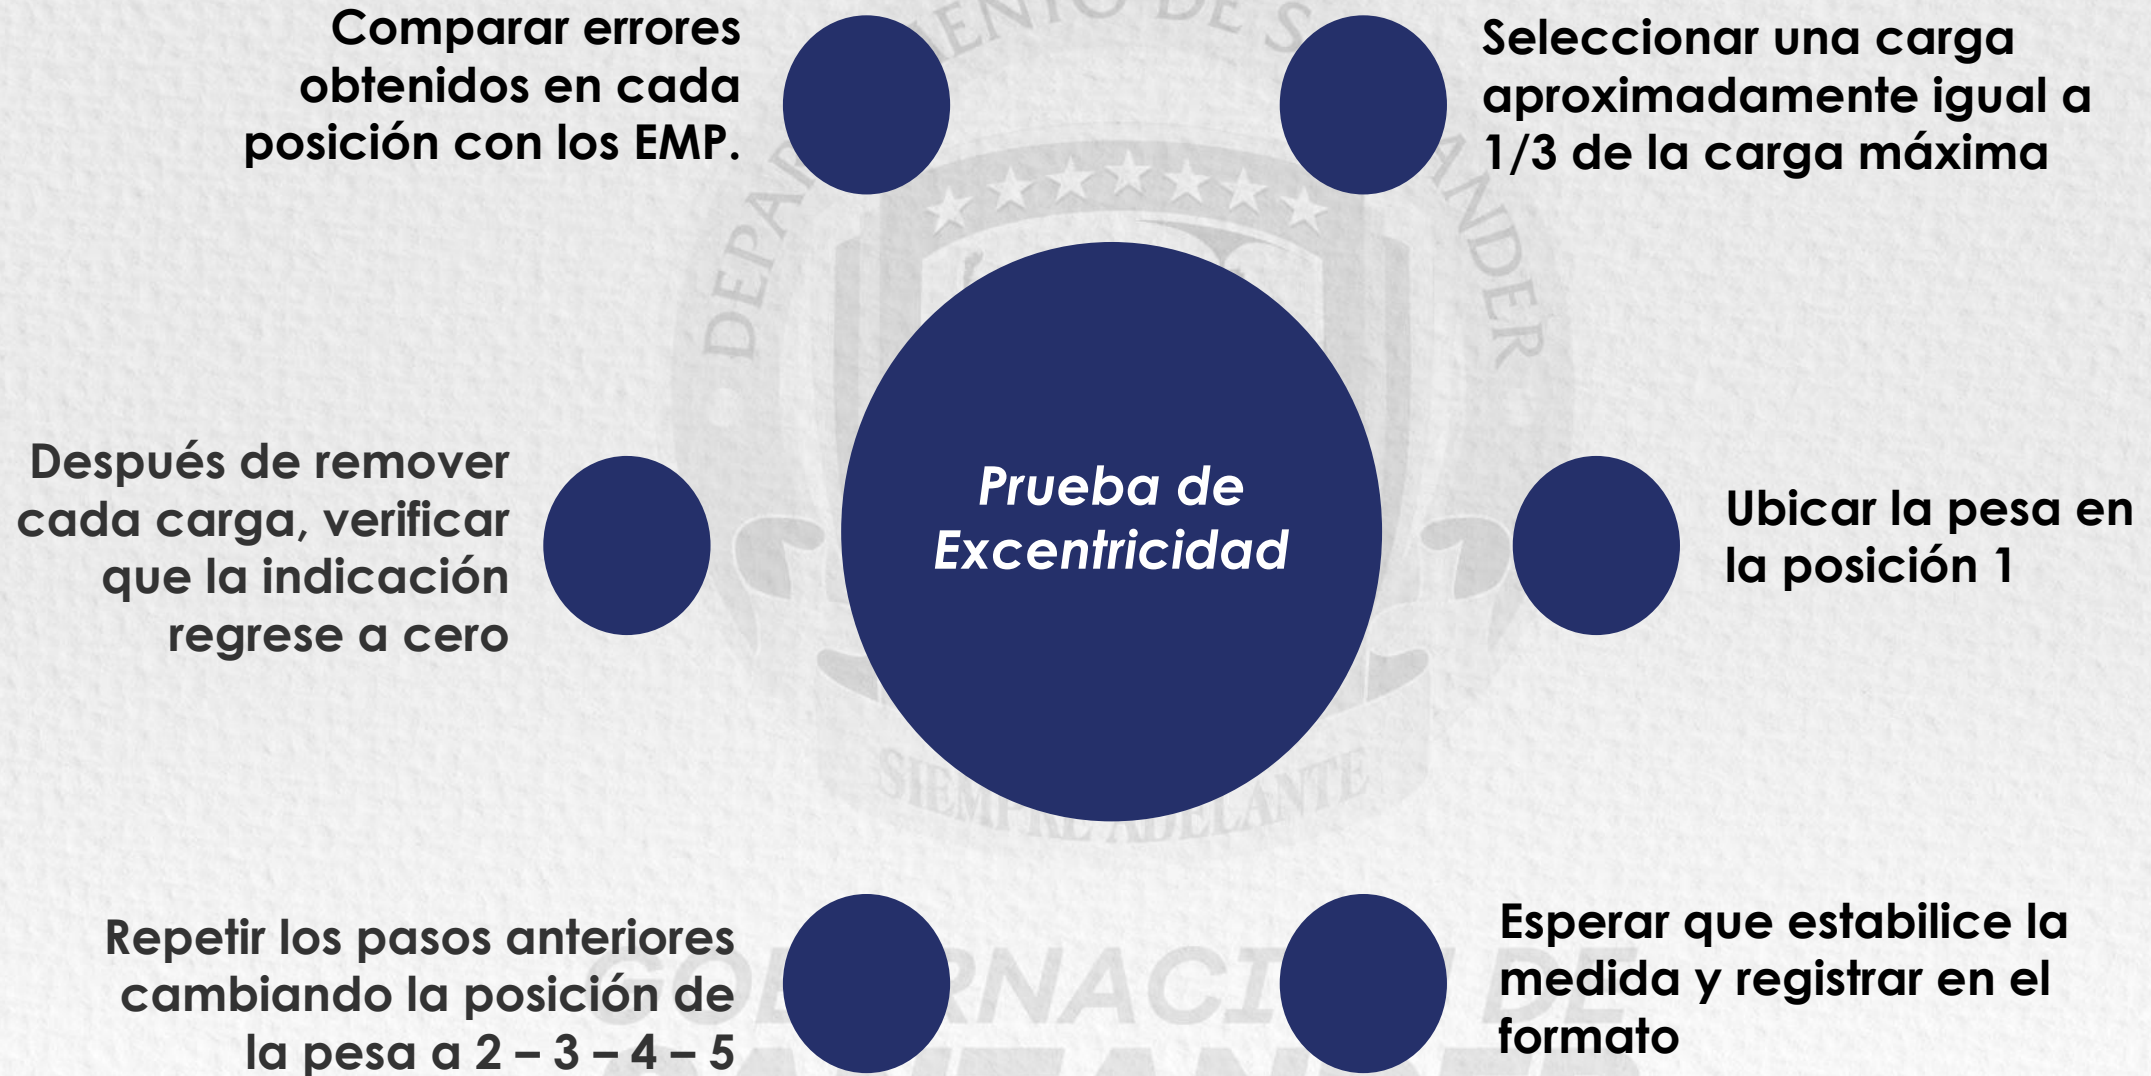 Comparar errores
obtenidos en cada
posición con los EMP.
Seleccionar una carga
aproximadamente igual a
1/3 de la carga máxima
Después de remover
cada carga, verificar
que la indicación
regrese a cero
Prueba de
Excentricidad
Ubicar la pesa en
la posición 1
Repetir los pasos anteriores
cambiando la posición de
la pesa a 2 – 3 – 4 – 5
Esperar que estabilice la
medida y registrar en el
formato
SIEMPRE ADELANTE